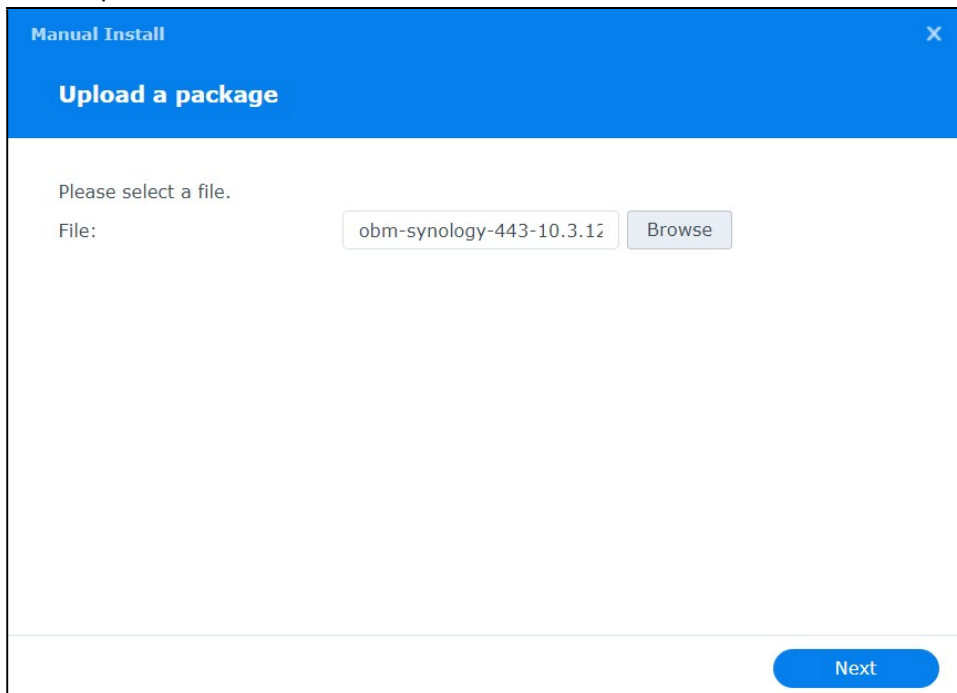 Manual Install X
Upload a package
Please select a file.
File: obm-synology-443-10.3.12 Browse
Next